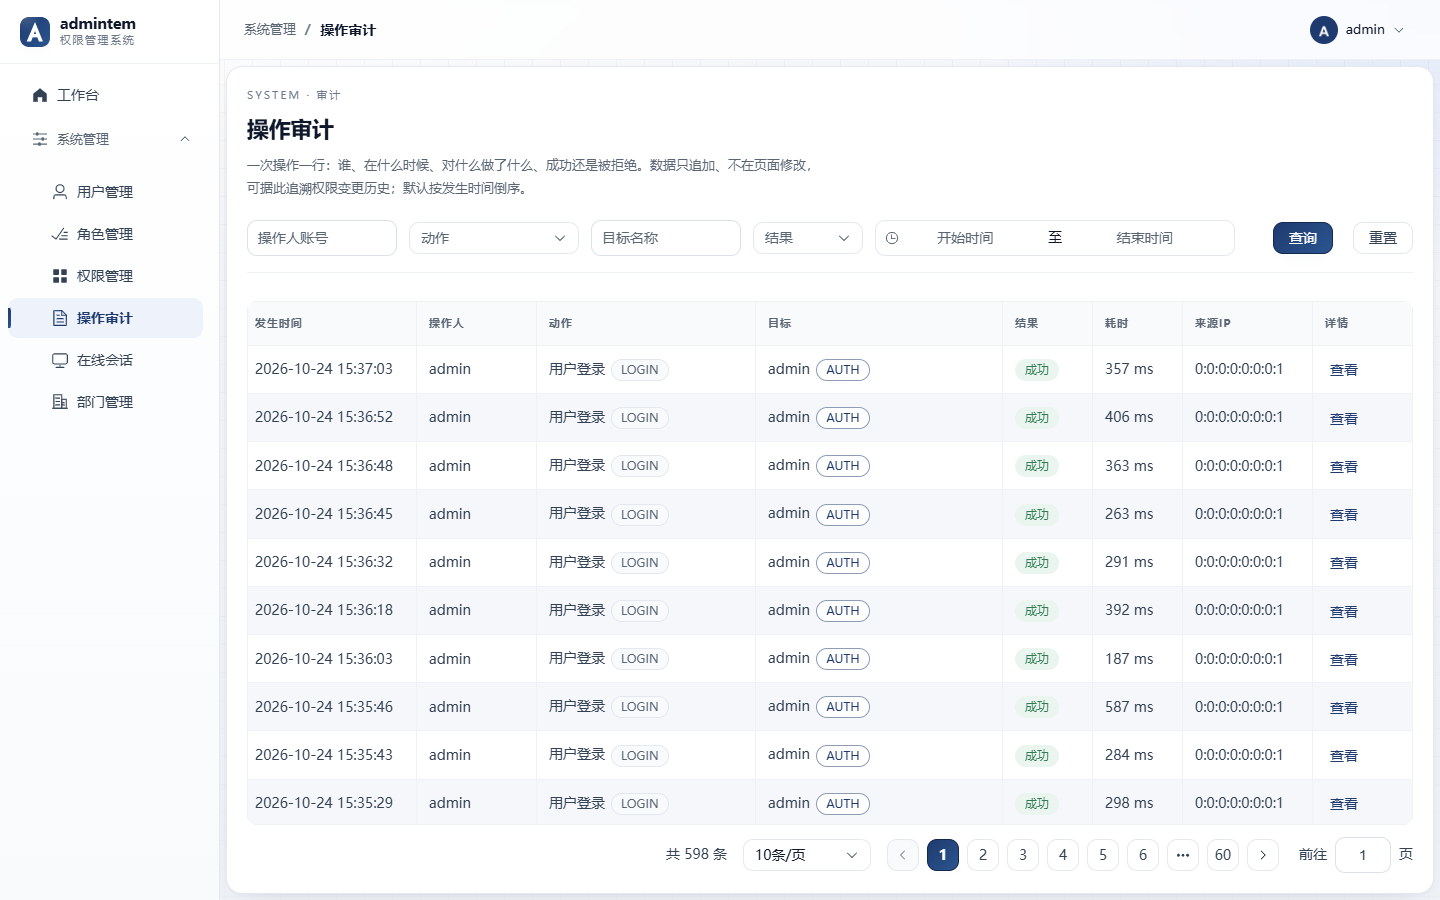 admintem
权限管理系统
系统管理 / 操作审计
A admin
工作台
系统管理
用户管理
角色管理
权限管理
操作审计
在线会话
部门管理
SYSTEM · 审计
操作审计
一次操作一行：谁、在什么时候、对什么做了什么、成功还是被拒绝。数据只追加、不在页面修改，
可据此追溯权限变更历史；默认按发生时间倒序。
操作人账号 动作 目标名称 结果 开始时间 至 结束时间 查询 重置
发生时间 操作人 动作 目标 结果 耗时 来源IP 详情
2026-10-24 15:37:03 admin 用户登录 LOGIN admin AUTH 成功 357 ms 0:0:0:0:0:0:0:1 查看
2026-10-24 15:36:52 admin 用户登录 LOGIN admin AUTH 成功 406 ms 0:0:0:0:0:0:0:1 查看
2026-10-24 15:36:48 admin 用户登录 LOGIN admin AUTH 成功 363 ms 0:0:0:0:0:0:0:1 查看
2026-10-24 15:36:45 admin 用户登录 LOGIN admin AUTH 成功 263 ms 0:0:0:0:0:0:0:1 查看
2026-10-24 15:36:32 admin 用户登录 LOGIN admin AUTH 成功 291 ms 0:0:0:0:0:0:0:1 查看
2026-10-24 15:36:18 admin 用户登录 LOGIN admin AUTH 成功 392 ms 0:0:0:0:0:0:0:1 查看
2026-10-24 15:36:03 admin 用户登录 LOGIN admin AUTH 成功 187 ms 0:0:0:0:0:0:0:1 查看
2026-10-24 15:35:46 admin 用户登录 LOGIN admin AUTH 成功 587 ms 0:0:0:0:0:0:0:1 查看
2026-10-24 15:35:43 admin 用户登录 LOGIN admin AUTH 成功 284 ms 0:0:0:0:0:0:0:1 查看
2026-10-24 15:35:29 admin 用户登录 LOGIN admin AUTH 成功 298 ms 0:0:0:0:0:0:0:1 查看
共 598 条 10条/页 1 2 3 4 5 6 ••• 60 前往 1 页